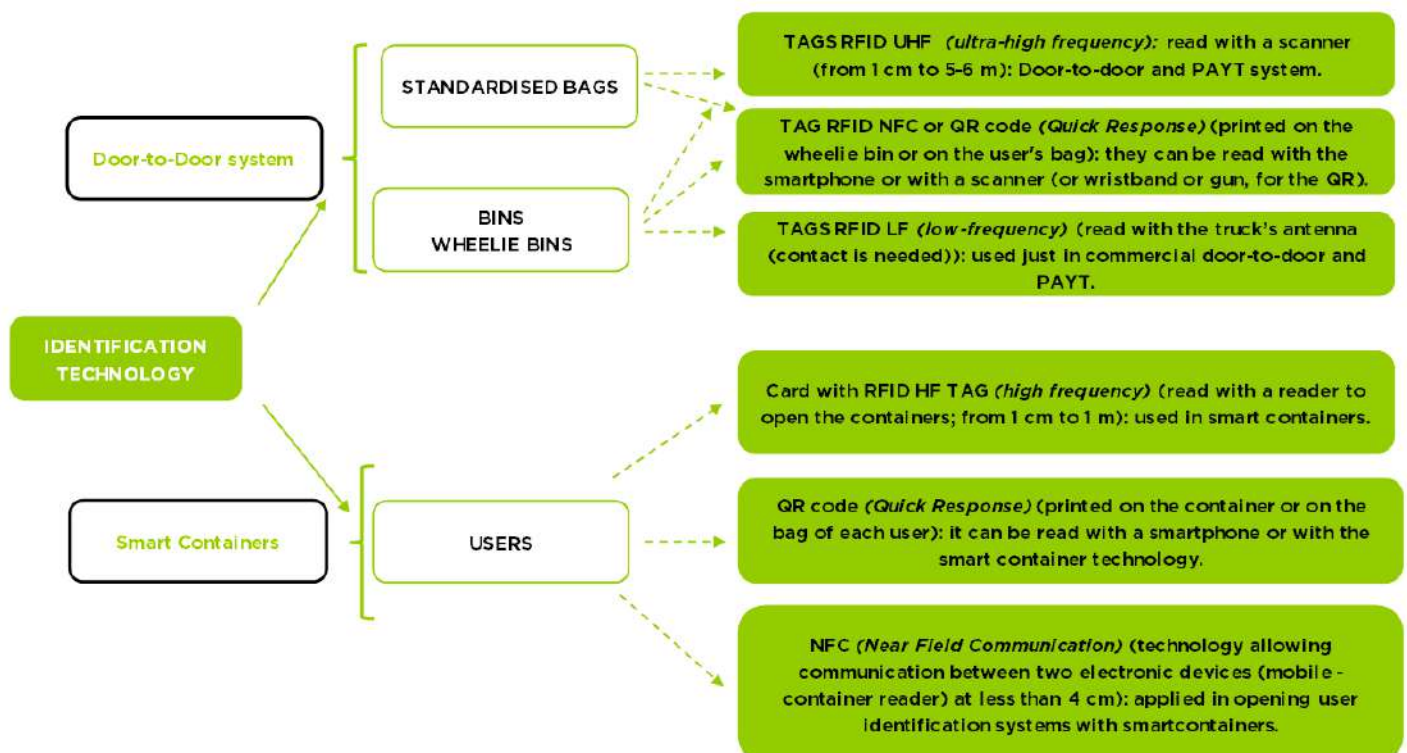 TAGS RFID UHF (ultra-high frequency): read with a scanner
(from 1 cm to 5-6 m): Door-to-door and PAYT system.
STANDARDISED BAGS
Door-to-Door system
TAG RFID NFC or QR code (Quick Response) (printed on the
wheelie bin or on the user's bag): they can be read with the
smartphone or with a scanner (or wristband or gun, for the QR).
BINS
WHEELIE BINS
TAGS RFID LF (low-frequency) (read with the truck's antenna
(contact is needed)): used just in commercial door-to-door and
PAYT.
IDENTIFICATION
TECHNOLOGY
Card with RFID HF TAG (high frequency) (read with a reader to
open the containers; from 1 cm to 1 m): used in smart containers.
Smart Containers
USERS
QR code (Quick Response) (printed on the container or on the
bag of each user): it can be read with a smartphone or with the
smart container technology.
NFC (Near Field Communication) (technology allowing
communication between two electronic devices (mobile -
container reader) at less than 4 cm): applied in opening user
identification systems with smartcontainers.